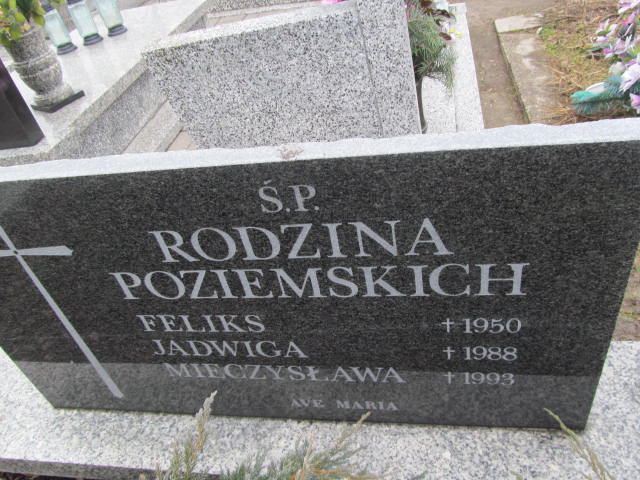 Ś.P.
RODZINA
POZIEMSKICH
FELIKS † 1950
JADWIGA † 1988
MIECZYSŁAWA † 1993
AVE MARIA